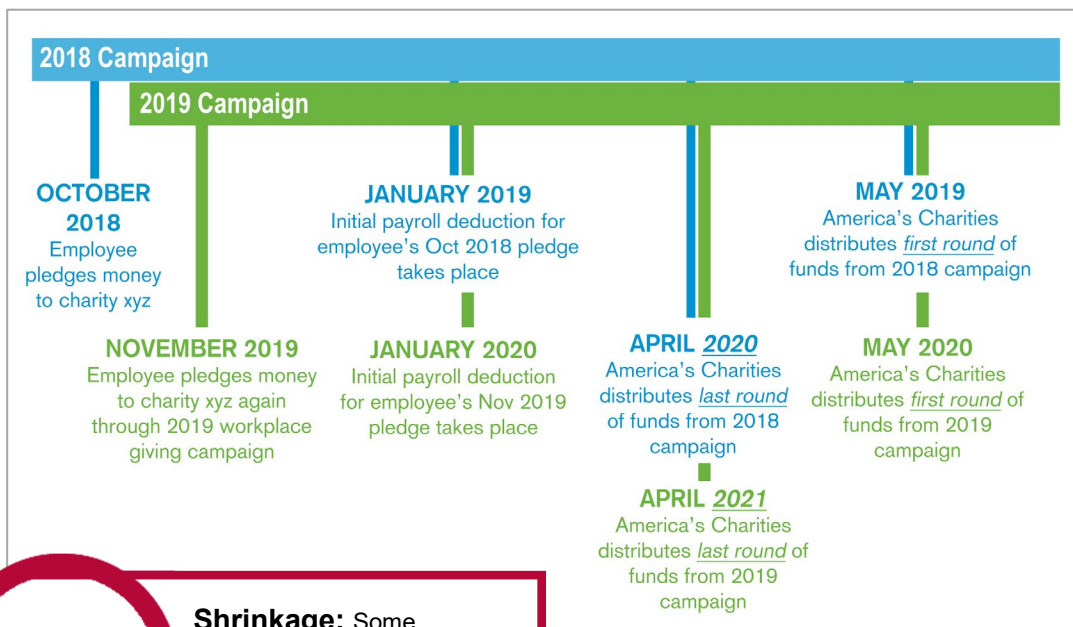 2018 Campaign
2019 Campaign
OCTOBER
2018
Employee
pledges money
to charity xyz
NOVEMBER 2019
Employee pledges money
to charity xyz again
through 2019 workplace
giving campaign
JANUARY 2019
Initial payroll deduction for
employee's Oct 2018 pledge
takes place
JANUARY 2020
Initial payroll deduction
for employee's Nov 2019
pledge takes place
APRIL 2020
America's Charities
distributes last round
of funds from 2018
campaign
APRIL 2021
America's Charities
distributes last round of
funds from 2019
campaign
MAY 2019
America's Charities
distributes first round of
funds from 2018 campaign
MAY 2020
America's Charities
distributes first round of
funds from 2019
campaign
Shrinkage: Some